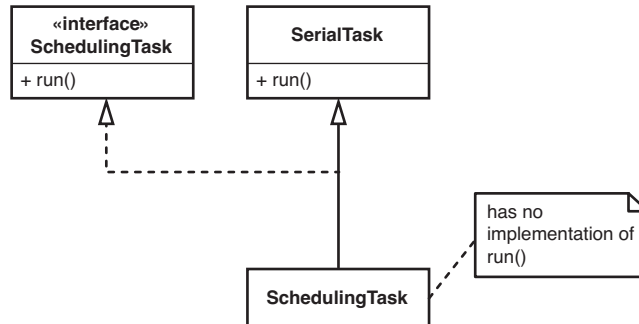 «interface»
SchedulingTask
+ run()
SerialTask
+ run()
has no
implementation of
run()
SchedulingTask